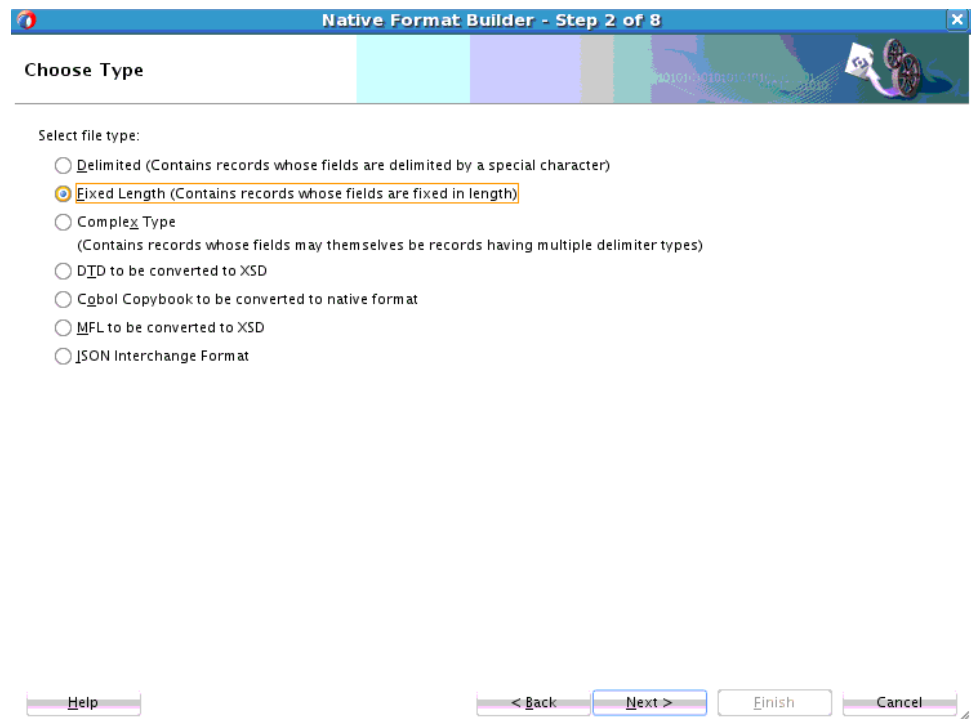 Native Format Builder - Step 2 of 8
Choose Type
Select file type:
Delimited (Contains records whose fields are delimited by a special character)
Fixed Length (Contains records whose fields are fixed in length)
Complex Type
(Contains records whose fields may themselves be records having multiple delimiter types)
DTD to be converted to XSD
Cobol Copybook to be converted to native format
MFL to be converted to XSD
JSON Interchange Format
Help < Back Next > Finish Cancel